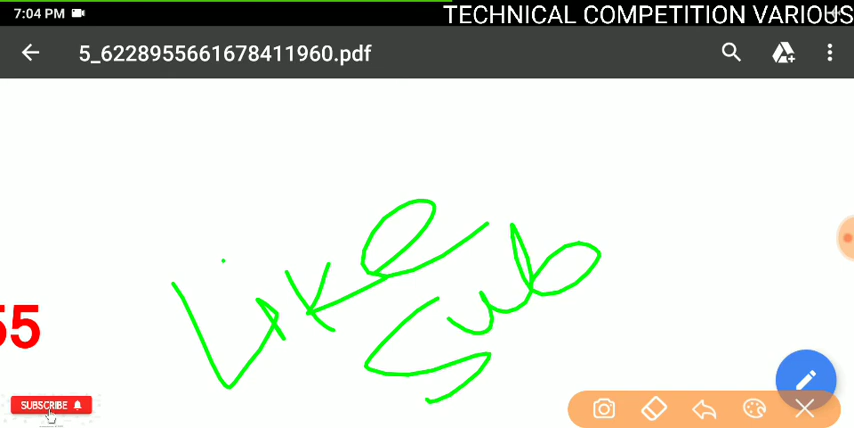 7:04 PM
TECHNICAL COMPETITION VARIOUS
5_6228955661678411960.pdf
Like
Sub
55
SUBSCRIBE